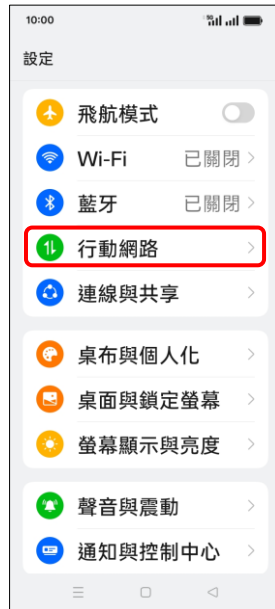 10:00
設定
飛航模式
Wi-Fi 已關閉
藍牙 已關閉
行動網路
連線與共享
桌布與個人化
桌面與鎖定螢幕
螢幕顯示與亮度
聲音與震動
通知與控制中心